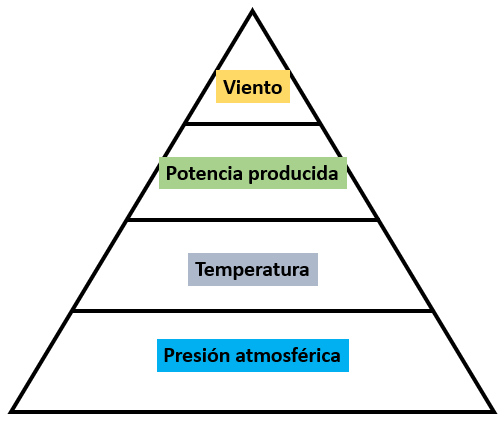 Viento
Potencia producida
Temperatura
Presión atmosférica